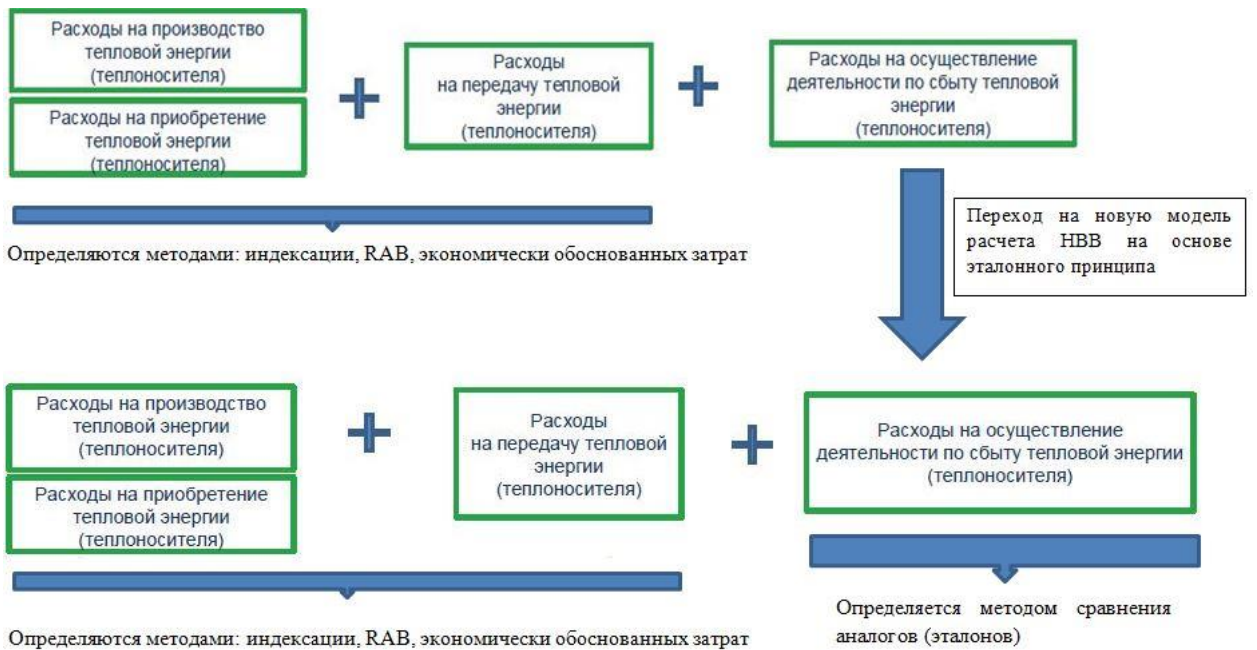 Расходы на производство
тепловой энергии
(теплоносителя)
Расходы на приобретение
тепловой энергии
(теплоносителя)
Расходы
на передачу тепловой
энергии
(теплоносителя)
Расходы на осуществление
деятельности по сбыту тепловой
энергии
(теплоносителя)
Определяются методами: индексации, RAB, экономически обоснованных затрат
Переход на новую модель
расчета НВВ на основе
эталонного принципа
Расходы на производство
тепловой энергии
(теплоносителя)
Расходы на приобретение
тепловой энергии
(теплоносителя)
Расходы
на передачу тепловой
энергии
(теплоносителя)
Расходы на осуществление
деятельности по сбыту тепловой энергии
(теплоносителя)
Определяются методами: индексации, RAB, экономически обоснованных затрат
Определяется методом сравнения
аналогов (эталонов)